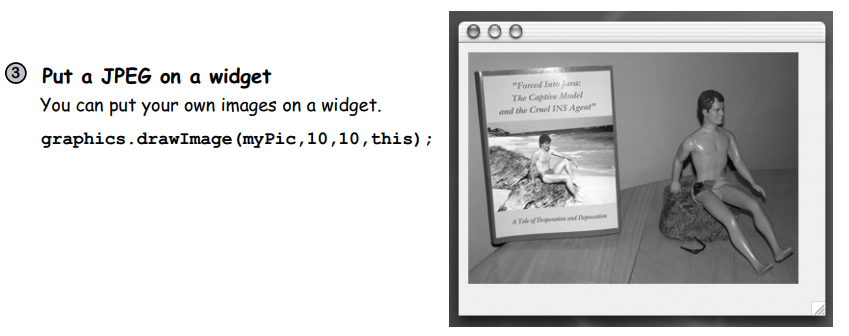 3 Put a JPEG on a widget
You can put your own images on a widget.
graphics.drawImage(myPic,10,10,this);
"Forced Into Java:
The Captive Model
and the Cruel INS Agent"
A Tale of Desperation and Deprivation